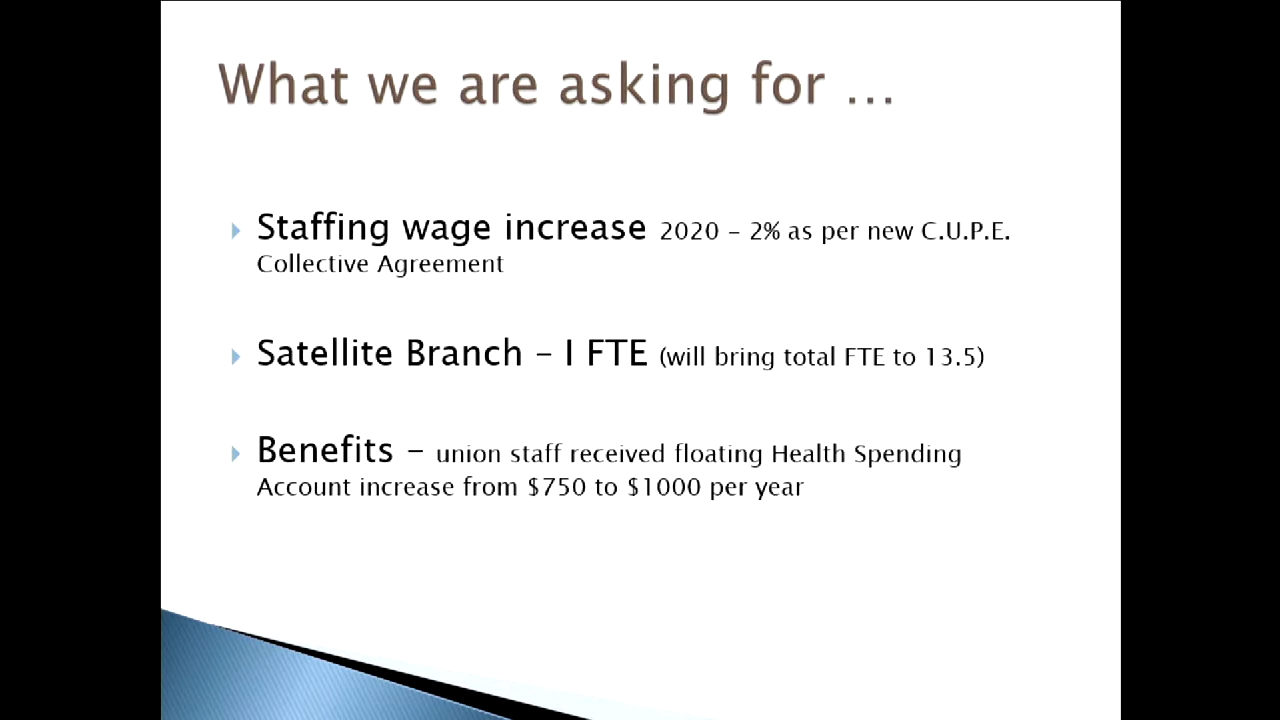 What we are asking for ...
Staffing wage increase 2020 – 2% as per new C.U.P.E.
Collective Agreement
Satellite Branch – I FTE (will bring total FTE to 13.5)
Benefits – union staff received floating Health Spending
Account increase from $750 to $1000 per year